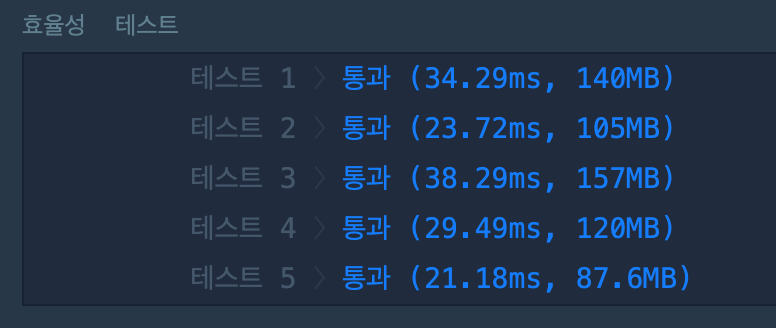 효율성 테스트
테스트 1 〉 통과 (34.29ms, 140MB)
테스트 2 〉 통과 (23.72ms, 105MB)
테스트 3 〉 통과 (38.29ms, 157MB)
테스트 4 〉 통과 (29.49ms, 120MB)
테스트 5 〉 통과 (21.18ms, 87.6MB)